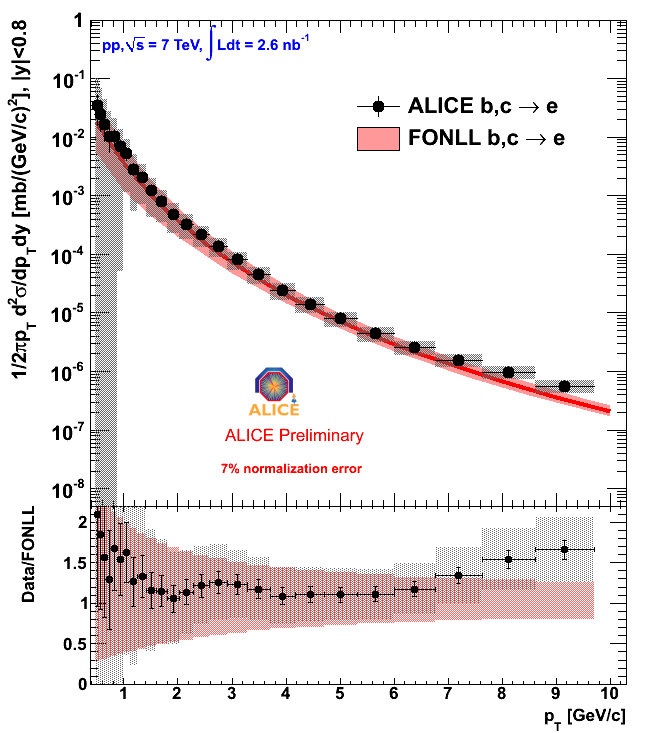 pp, √s = 7 TeV, ∫ Ldt = 2.6 nb⁻¹
ALICE b,c → e
FONLL b,c → e
1/2πp_T d²σ/dp_Tdy [mb/(GeV/c)²], |y|<0.8
1
10⁻¹
10⁻²
10⁻³
10⁻⁴
10⁻⁵
10⁻⁶
10⁻⁷
10⁻⁸
ALICE
ALICE Preliminary
7% normalization error
Data/FONLL
2
1.5
1
0.5
0
1 2 3 4 5 6 7 8 9 10
p_T [GeV/c]